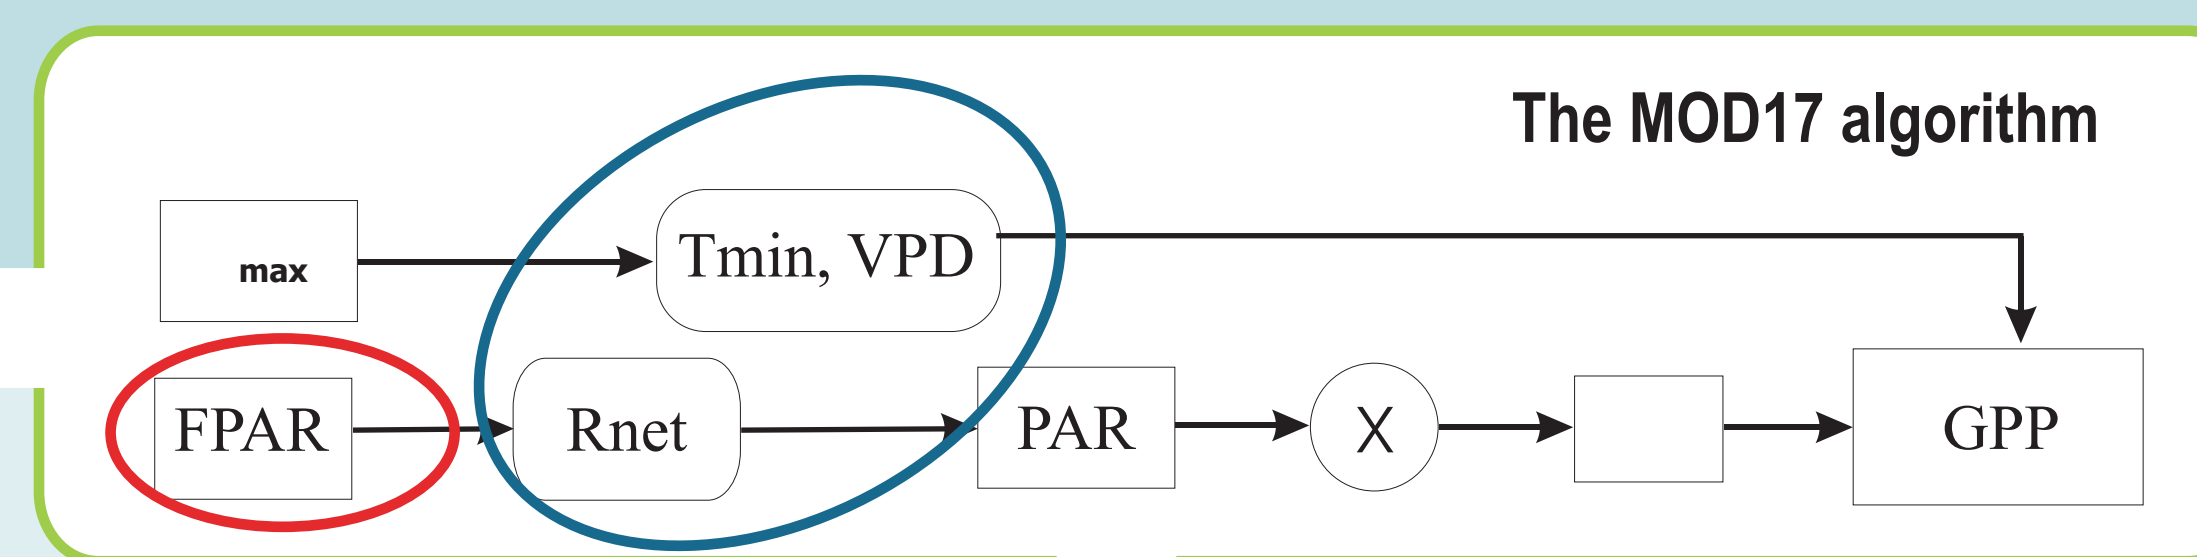 The MOD17 algorithm
max
Tmin, VPD
FPAR
Rnet
PAR
X
GPP